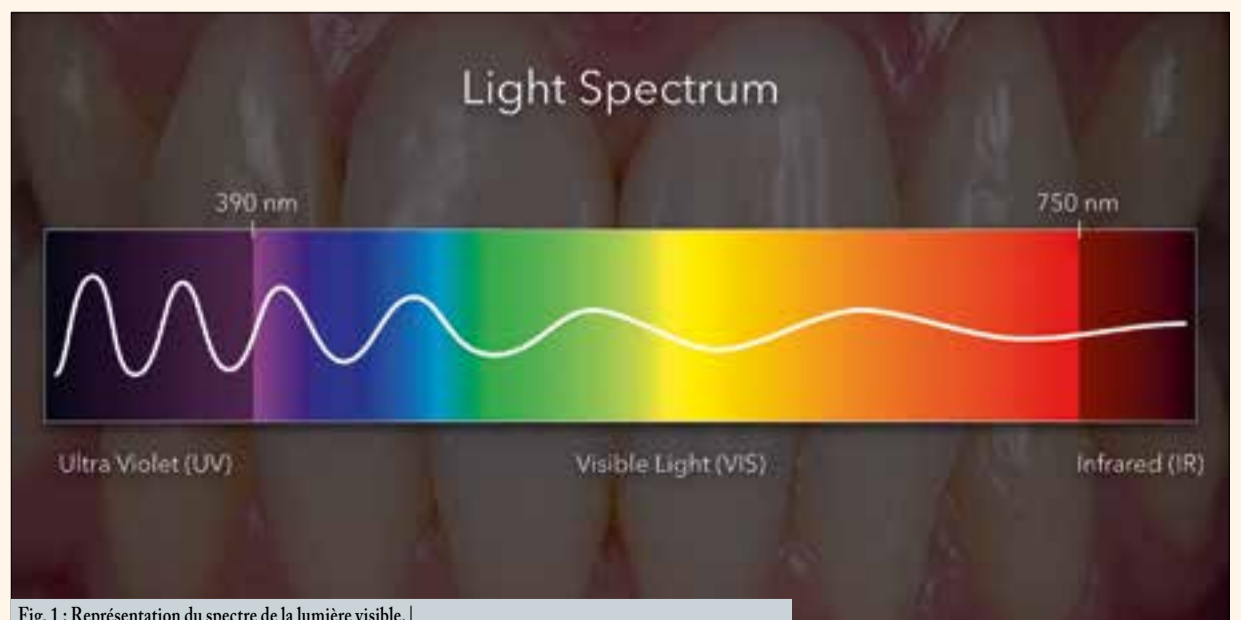 Light Spectrum
390 nm 750 nm
Ultra Violet (UV) Visible Light (VIS) Infrared (IR)
Fig. 1 : Représentation du spectre de la lumière visible. |